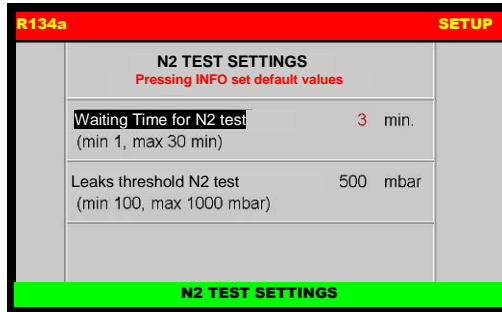 R134a SETUP
N2 TEST SETTINGS
Pressing INFO set default values
Waiting Time for N2 test 3 min.
(min 1, max 30 min)
Leaks threshold N2 test 500 mbar
(min 100, max 1000 mbar)
N2 TEST SETTINGS